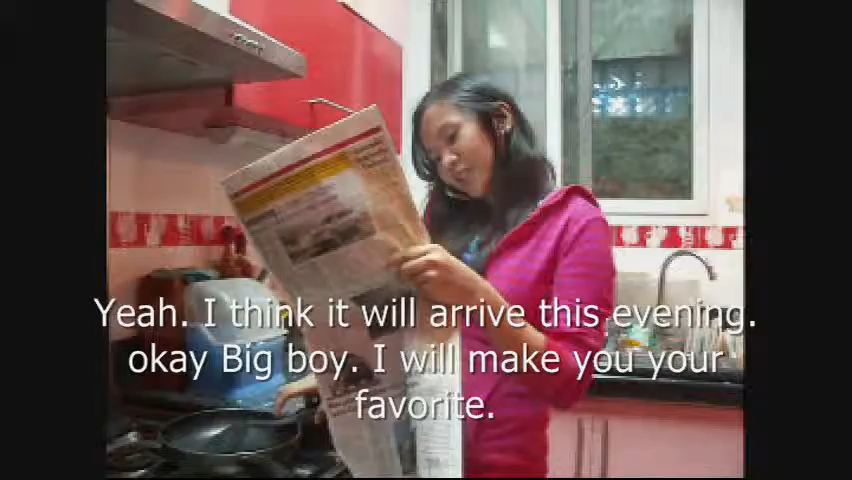 Yeah. I think it will arrive this evening.
okay Big boy. I will make you your
favorite.